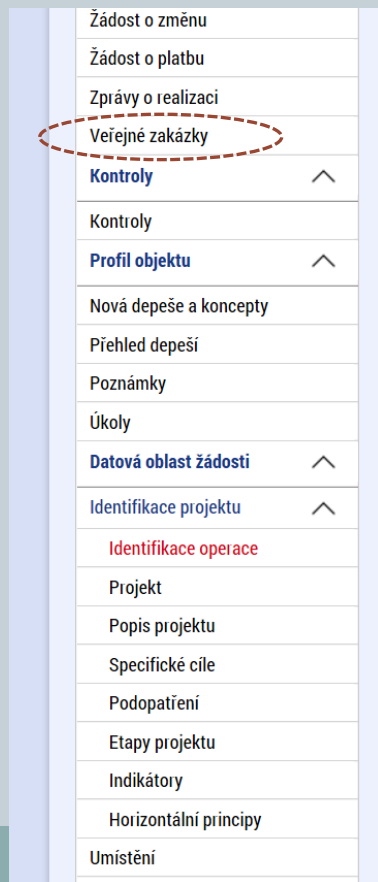 Žádost o změnu
Žádost o platbu
Zprávy o realizaci
Veřejné zakázky
Kontroly
Kontroly
Profil objektu
Nová depeše a koncepty
Přehled depeší
Poznámky
Úkoly
Datová oblast žádosti
Identifikace projektu
Identifikace operace
Projekt
Popis projektu
Specifické cíle
Podopatření
Etapy projektu
Indikátory
Horizontální principy
Umístění